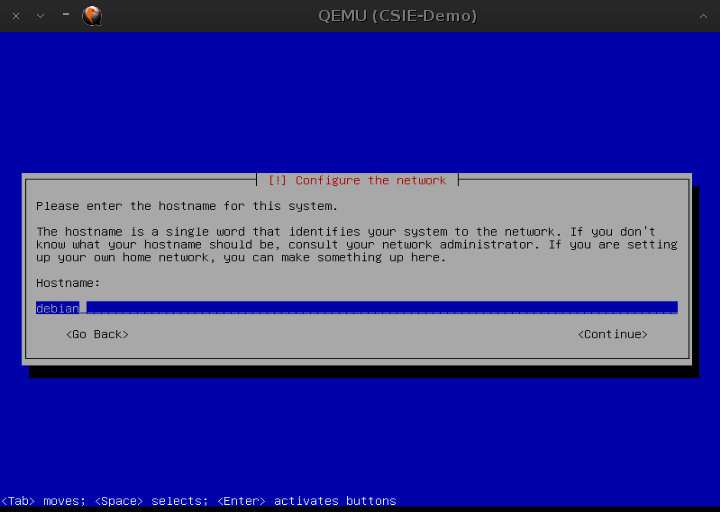 QEMU (CSIE-Demo)
[!] Configure the network
Please enter the hostname for this system.
The hostname is a single word that identifies your system to the network. If you don't
know what your hostname should be, consult your network administrator. If you are setting
up your own home network, you can make something up here.
Hostname:
debian
<Go Back> <Continue>
<Tab> moves; <Space> selects; <Enter> activates buttons